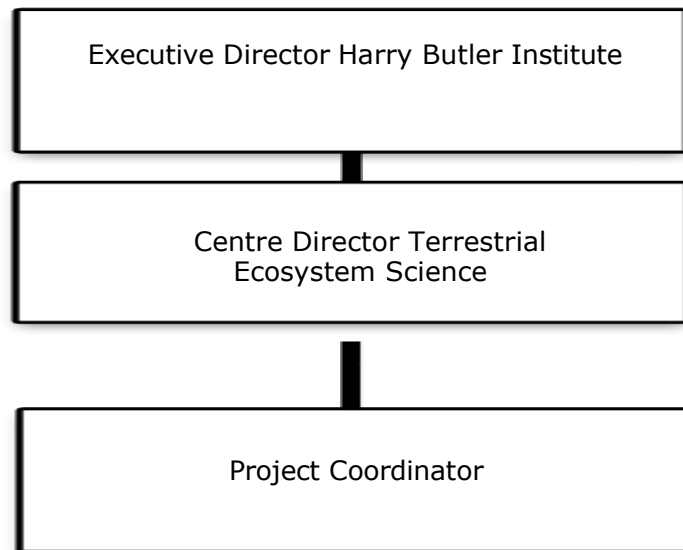 Executive Director Harry Butler Institute
Centre Director Terrestrial
Ecosystem Science
Project Coordinator